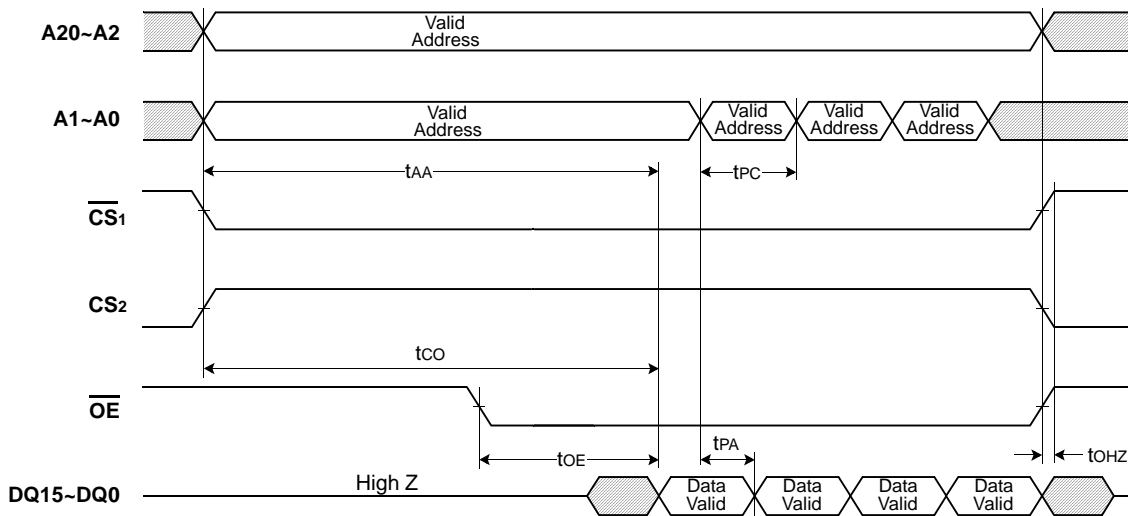 A20~A2
Valid
Address
A1~A0
Valid
Address
Valid
Address
Valid
Address
Valid
Address
tAA
tPC
CS1
CS2
tCO
OE
tOE
tPA
tOHZ
DQ15~DQ0
High Z
Data
Valid
Data
Valid
Data
Valid
Data
Valid